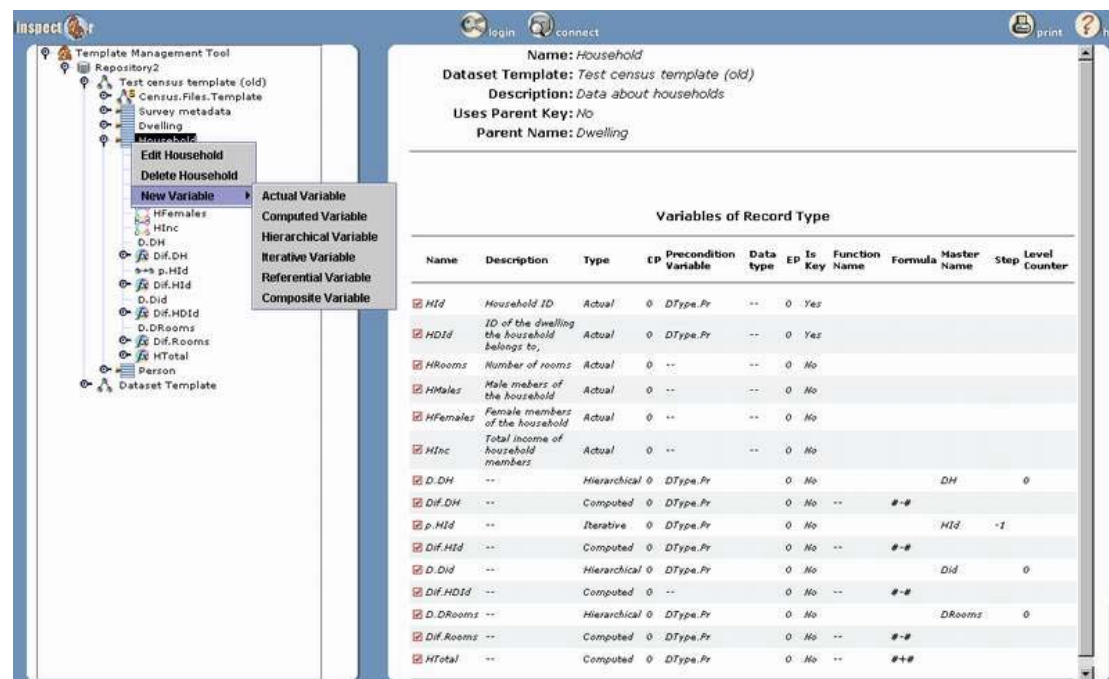 inspect r
login
connect
print
Template Management Tool
Repository2
Test census template (old)
Census.Files.Template
Survey metadata
Dwelling
Household
Edit Household
Delete Household
New Variable
Actual Variable
Computed Variable
Hierarchical Variable
Iterative Variable
Referential Variable
Composite Variable
HFemales
HInc
D.DH
Dif.DH
p.HId
Dif.HId
D.Did
Dif.HDId
D.DRooms
Dif.Rooms
HTotal
Person
Dataset Template
Name: Household
Dataset Template: Test census template (old)
Description: Data about households
Uses Parent Key: No
Parent Name: Dwelling
Variables of Record Type
Name Description Type CP Precondition Variable Data type EP Is Key Function Name Formula Master Name Step Level Counter
HId Household ID Actual 0 DType.Pr -- 0 Yes
HDId ID of the dwelling the household belongs to, Actual 0 DType.Pr -- 0 Yes
HRooms Number of rooms Actual 0 -- -- 0 No
HMales Male mebers of the household Actual 0 -- -- 0 No
HFemales Female members of the household Actual 0 -- -- 0 No
HInc Total income of household members Actual 0 -- -- 0 No
D.DH -- Hierarchical 0 DType.Pr 0 No DH 0
Dif.DH -- Computed 0 DType.Pr 0 No -- #-#
p.HId -- Iterative 0 DType.Pr 0 No HId -1
Dif.HId -- Computed 0 DType.Pr 0 No -- #-#
D.Did -- Hierarchical 0 DType.Pr 0 No Did 0
Dif.HDId -- Computed 0 -- 0 No -- #-#
D.DRooms -- Hierarchical 0 DType.Pr 0 No DRooms 0
Dif.Rooms -- Computed 0 DType.Pr 0 No -- #-#
HTotal -- Computed 0 DType.Pr 0 No -- #+#